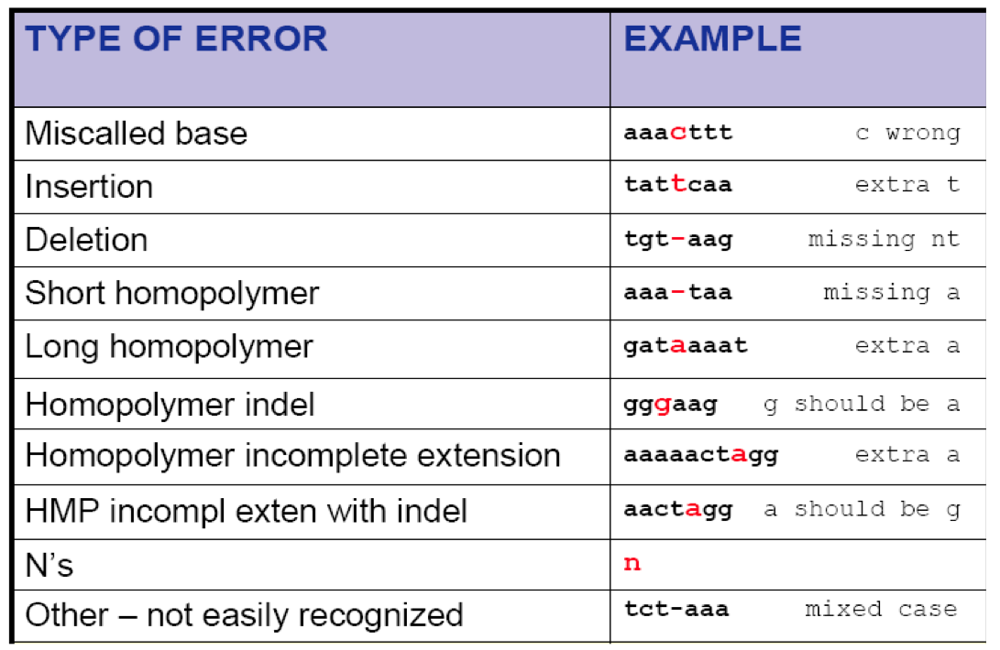 TYPE OF ERROR EXAMPLE
Miscalled base aaacttt c wrong
Insertion tattcaa extra t
Deletion tgt-aag missing nt
Short homopolymer aaa-taa missing a
Long homopolymer gataaaat extra a
Homopolymer indel gggaag g should be a
Homopolymer incomplete extension aaaaactagg extra a
HMP incompl exten with indel aactagg a should be g
N's n
Other – not easily recognized tct-aaa mixed case